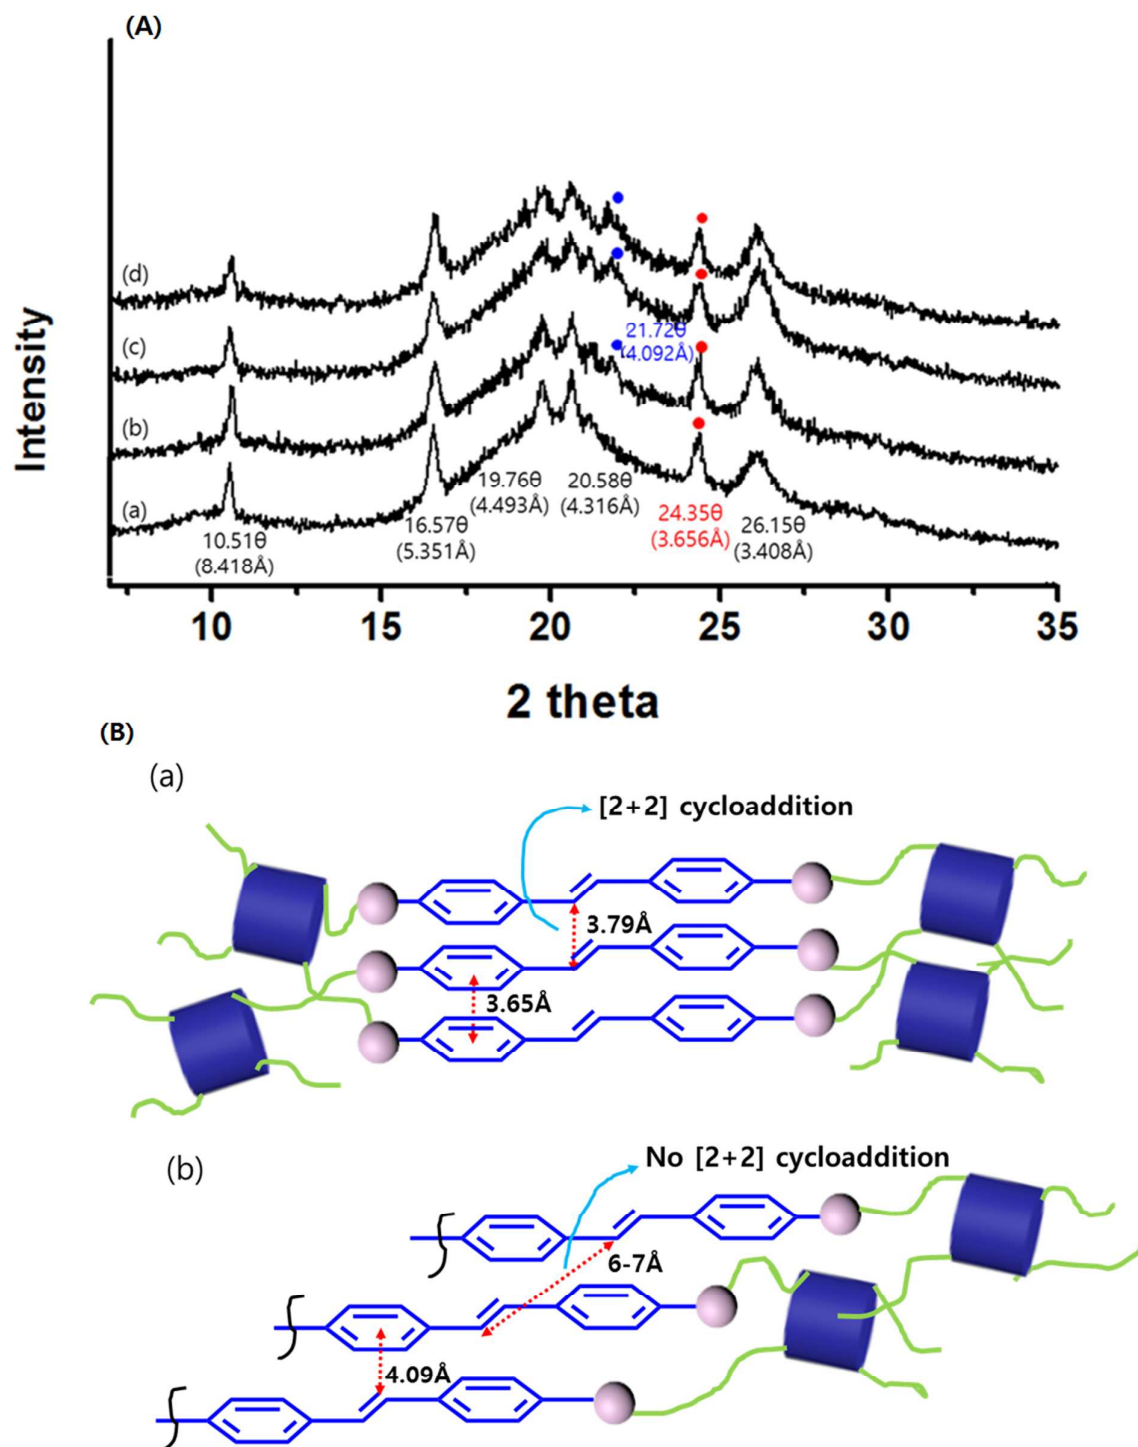 (A)
Intensity
(d)
(c)
(b)
(a)
21.72θ
(4.092Å)
19.76θ
(4.493Å)
20.58θ
(4.316Å)
16.57θ
(5.351Å)
24.35θ
(3.656Å)
26.15θ
(3.408Å)
10.51θ
(8.418Å)
10 15 20 25 30 35
2 theta
(B)
(a)
[2+2] cycloaddition
3.79Å
3.65Å
(b)
No [2+2] cycloaddition
6-7Å
4.09Å